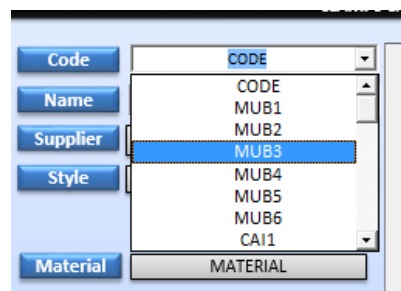 Code CODE
CODE
Name
MUB1
MUB2
Supplier
MUB3
Style
MUB4
MUB5
MUB6
CAI1
Material MATERIAL